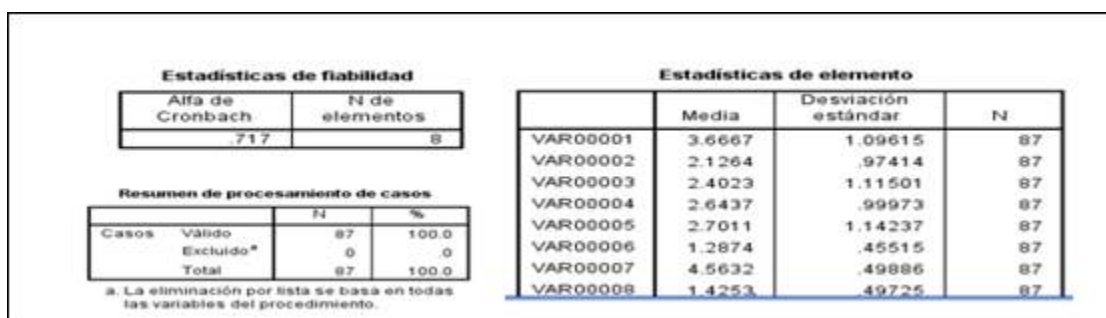 Estadísticas de fiabilidad
Alfa de Cronbach N de elementos
.717 8
Resumen de procesamiento de casos
N %
Casos Válido 87 100.0
Excluidoª 0 .0
Total 87 100.0
a. La eliminación por lista se basa en todas
las variables del procedimiento.
Estadísticas de elemento
Media Desviación estándar N
VAR00001 3.6667 1.09615 87
VAR00002 2.1264 .97414 87
VAR00003 2.4023 1.11501 87
VAR00004 2.6437 .99973 87
VAR00005 2.7011 1.14237 87
VAR00006 1.2874 .45515 87
VAR00007 4.5632 .49886 87
VAR00008 1.4253 .49725 87